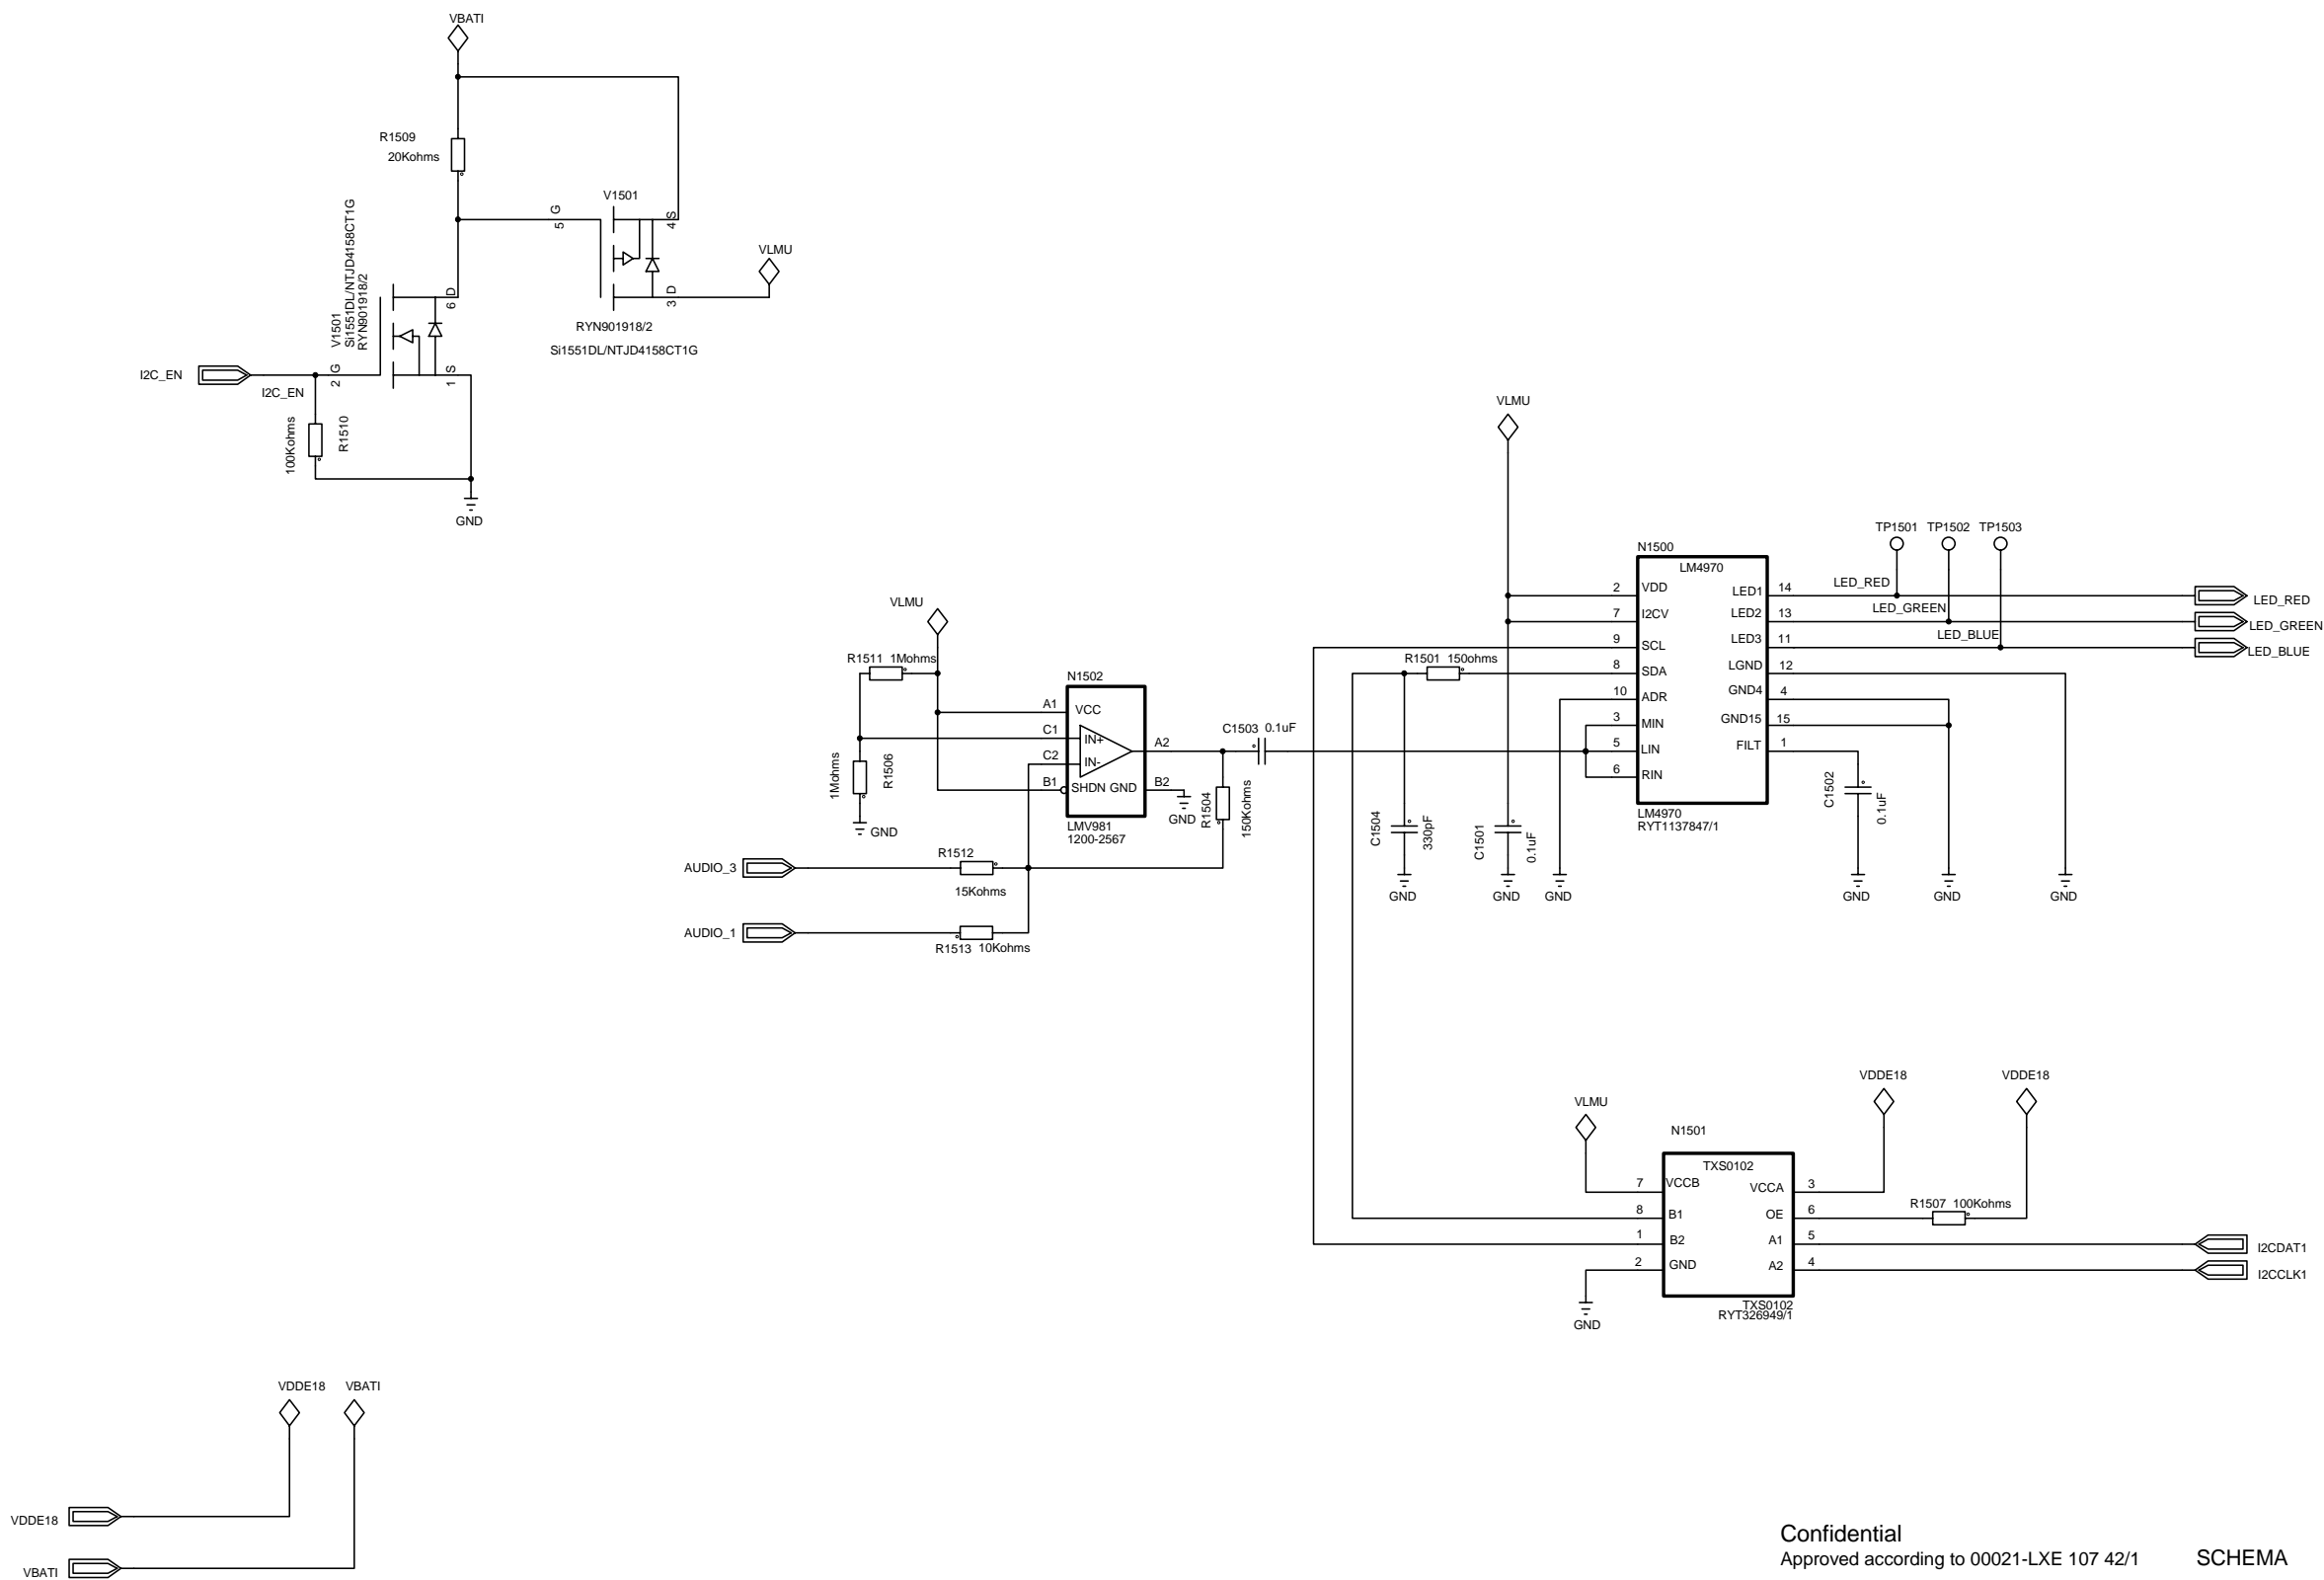 VBATI
R1509
20Kohms
V1501
Si1551DL/NTJD4158CT1G
RYN901918/2
6 D
2 G
1 S
I2C_EN
I2C_EN
100Kohms
R1510
GND
V1501
5 G
4 S
3 D
VLMU
RYN901918/2
Si1551DL/NTJD4158CT1G
VLMU
R1511 1Mohms
1Mohms
R1506
GND
N1502
A1 VCC
C1 IN+
C2 IN-
B1 SHDN GND B2
A2
LMV981
1200-2567
GND
R1504
150Kohms
C1503 0.1uF
AUDIO_3
R1512
15Kohms
AUDIO_1
R1513 10Kohms
VLMU
N1500
LM4970
2 VDD LED1 14
7 I2CV LED2 13
9 SCL LED3 11
8 SDA LGND 12
10 ADR GND4 4
3 MIN GND15 15
5 LIN FILT 1
6 RIN
LM4970
RYT1137847/1
R1501 150ohms
C1504
330pF
GND
C1501
0.1uF
GND
GND
C1502
0.1uF
GND
GND
GND
TP1501 TP1502 TP1503
LED_RED
LED_GREEN
LED_BLUE
LED_RED
LED_GREEN
LED_BLUE
VLMU
VDDE18
VDDE18
N1501
TXS0102
7 VCCB VCCA 3
8 B1 OE 6
1 B2 A1 5
2 GND A2 4
TXS0102
RYT326949/1
GND
R1507 100Kohms
I2CDAT1
I2CCLK1
VDDE18 VBATI
VDDE18
VBATI
Confidential
Approved according to 00021-LXE 107 42/1 SCHEMA